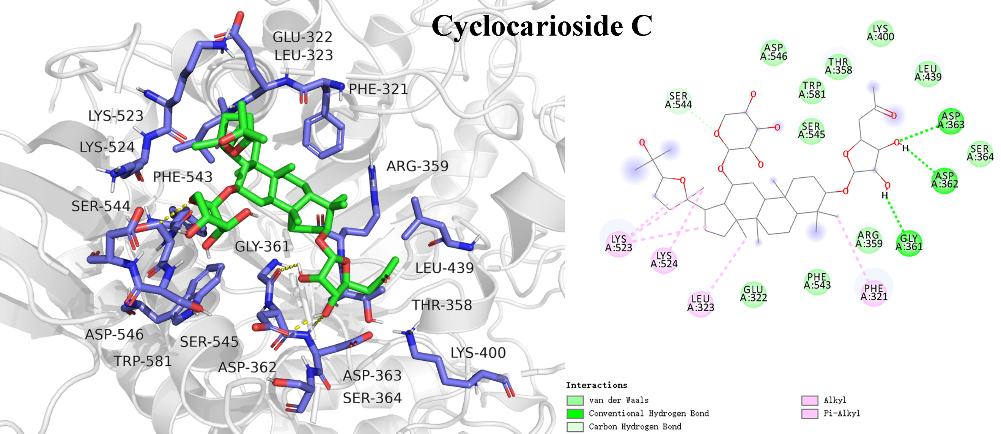 Cyclocarioside C
GLU-322
LEU-323
PHE-321
LYS-523
LYS-524
ARG-359
PHE-543
SER-544
GLY-361
LEU-439
THR-358
ASP-546
SER-545
TRP-581
ASP-362
LYS-400
ASP-363
SER-364
LYS
A:400
ASP
A:546
THR
A:358
LEU
A:439
TRP
A:581
SER
A:544
ASP
A:363
SER
A:545
SER
A:364
O
O
O
O
O
O
O
O
O
O
O
H
H
ASP
A:362
LYS
A:523
LYS
A:524
ARG
A:359
GLY
A:361
PHE
A:543
PHE
A:321
GLU
A:322
LEU
A:323
Interactions
van der Waals
Conventional Hydrogen Bond
Carbon Hydrogen Bond
Alkyl
Pi-Alkyl